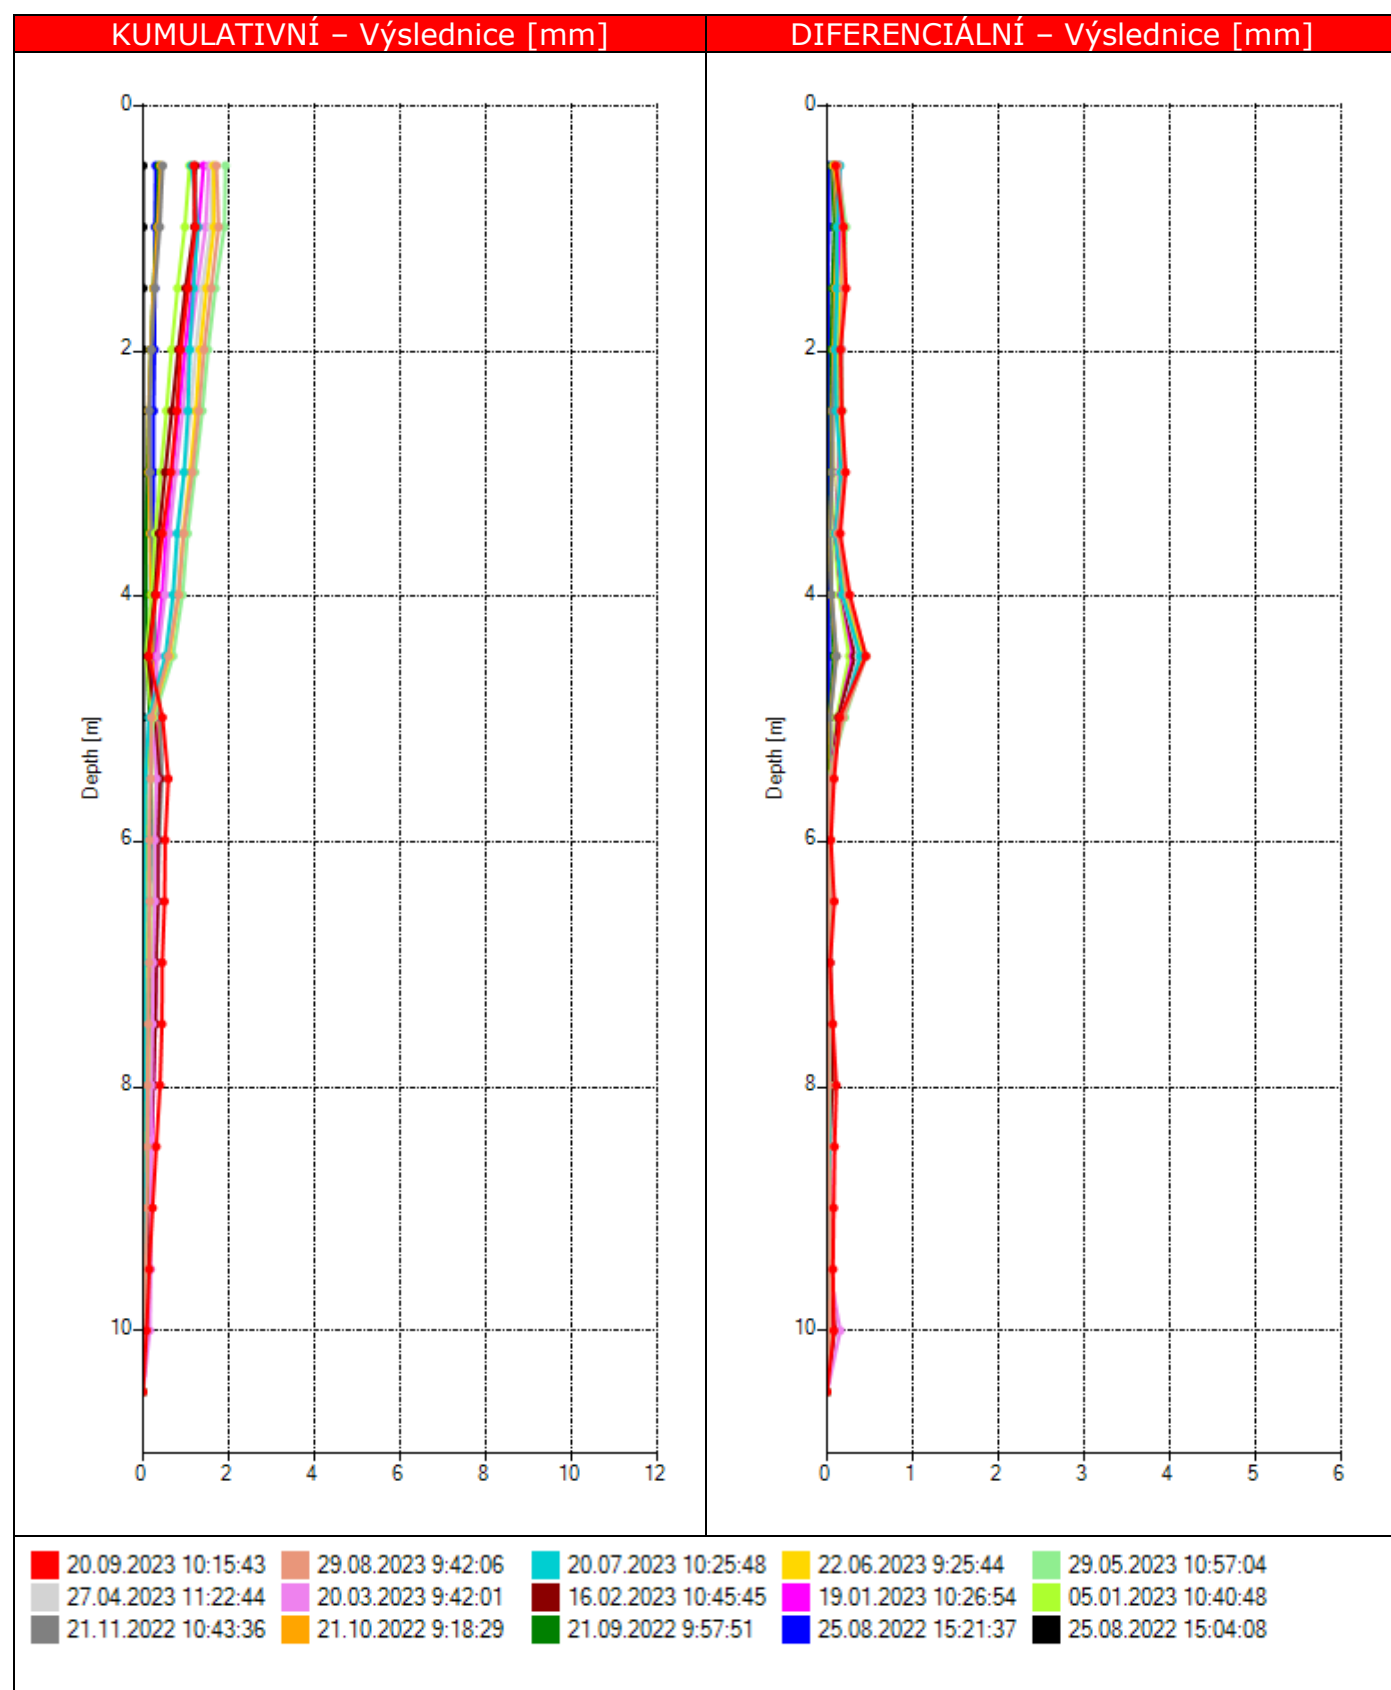 KUMULATIVNÍ – Výslednice [mm]
DIFERENCIÁLNÍ – Výslednice [mm]
0
2
4
6
8
10
Depth [m]
0 2 4 6 8 10 12
0
2
4
6
8
10
Depth [m]
0 1 2 3 4 5 6
20.09.2023 10:15:43 29.08.2023 9:42:06 20.07.2023 10:25:48 22.06.2023 9:25:44 29.05.2023 10:57:04
27.04.2023 11:22:44 20.03.2023 9:42:01 16.02.2023 10:45:45 19.01.2023 10:26:54 05.01.2023 10:40:48
21.11.2022 10:43:36 21.10.2022 9:18:29 21.09.2022 9:57:51 25.08.2022 15:21:37 25.08.2022 15:04:08